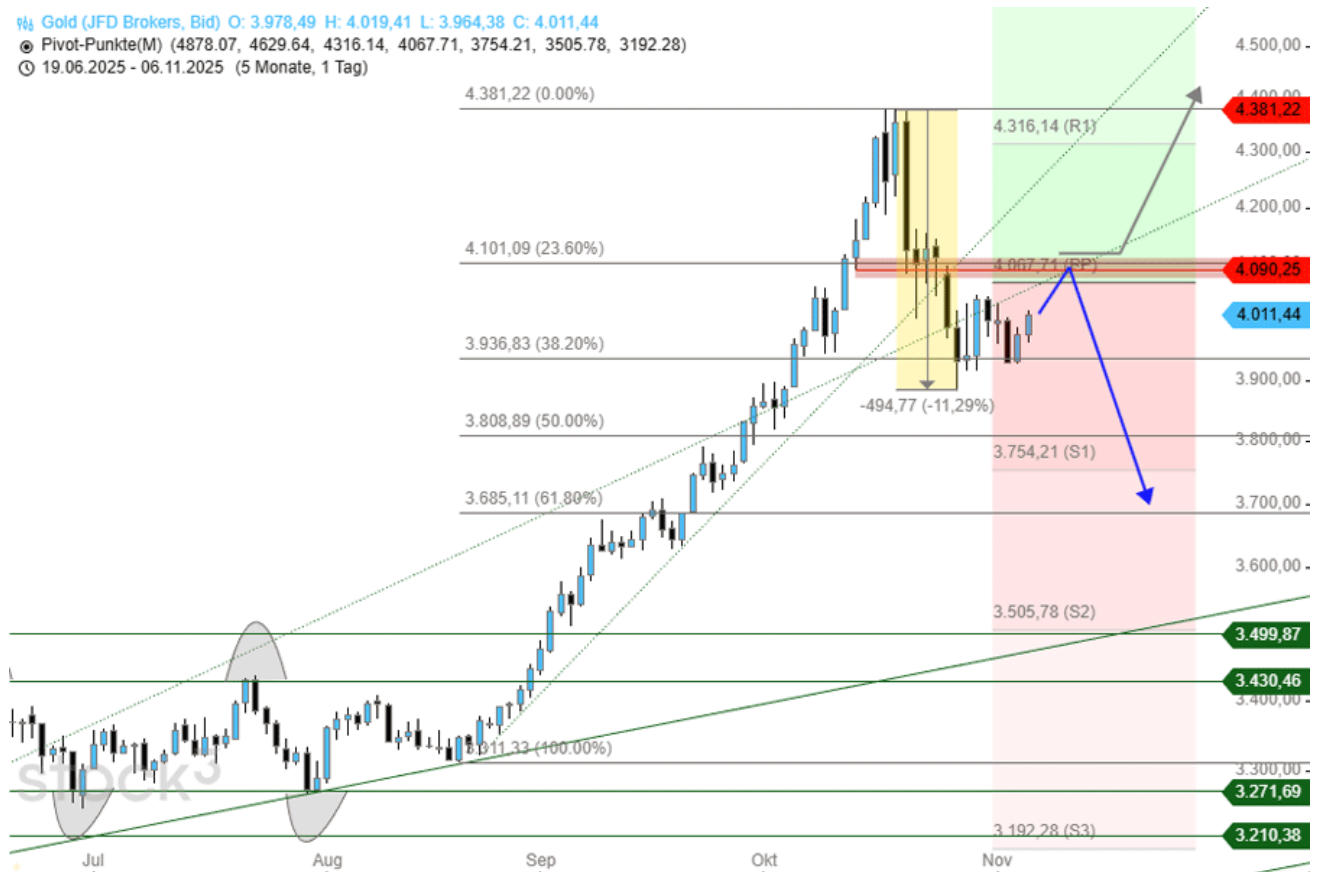 Gold (JFD Brokers, Bid) O: 3.978,49 H: 4.019,41 L: 3.964,38 C: 4.011,44
Pivot-Punkte(M) (4878.07, 4629.64, 4316.14, 4067.71, 3754.21, 3505.78, 3192.28)
19.06.2025 - 06.11.2025 (5 Monate, 1 Tag)
4.500,00
4.381,22 (0.00%)
4.400,00
4.381,22
4.316,14 (R1)
4.300,00
4.200,00
4.101,09 (23.60%)
4.067,71 (PP)
4.090,25
4.011,44
3.936,83 (38.20%)
3.900,00
-494,77 (-11,29%)
3.808,89 (50.00%)
3.800,00
3.754,21 (S1)
3.685,11 (61.80%)
3.700,00
3.600,00
3.505,78 (S2)
3.499,87
3.430,46
3.400,00
3.311,33 (100.00%)
3.300,00
STOCK3
3.271,69
3.192,28 (S3)
3.210,38
Jul Aug Sep Okt Nov